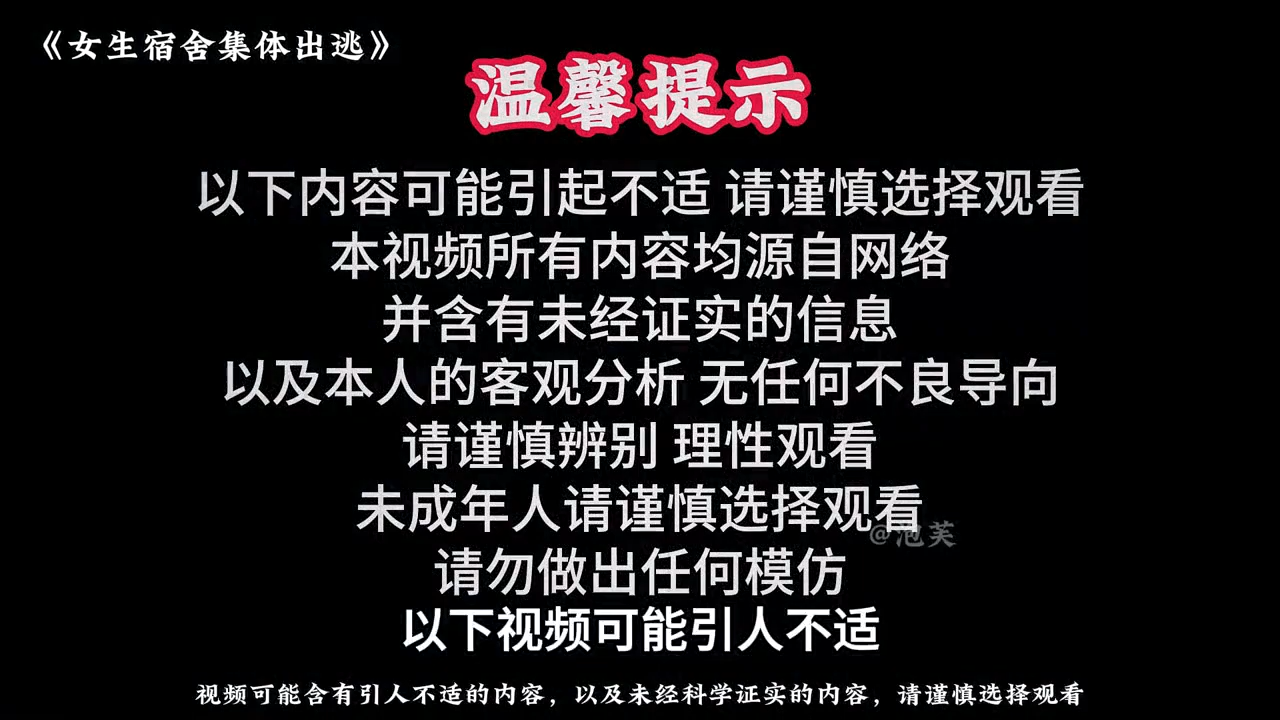 《女生宿舍集体出逃》
温馨提示
以下内容可能引起不适 请谨慎选择观看
本视频所有内容均源自网络
并含有未经证实的信息
以及本人的客观分析 无任何不良导向
请谨慎辨别 理性观看
未成年人请谨慎选择观看
@泡芙
请勿做出任何模仿
以下视频可能引人不适
视频可能含有引人不适的内容，以及未经科学证实的内容，请谨慎选择观看